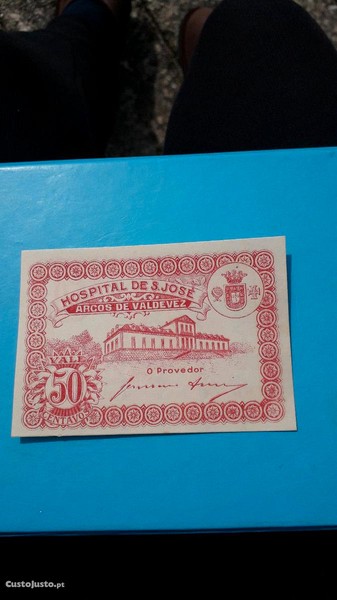 HOSPITAL DE S. JOSÉ
ARCOS DE VALDEVEZ
VALE
O Provedor
50
CENTAVOS
CustoJusto.pt